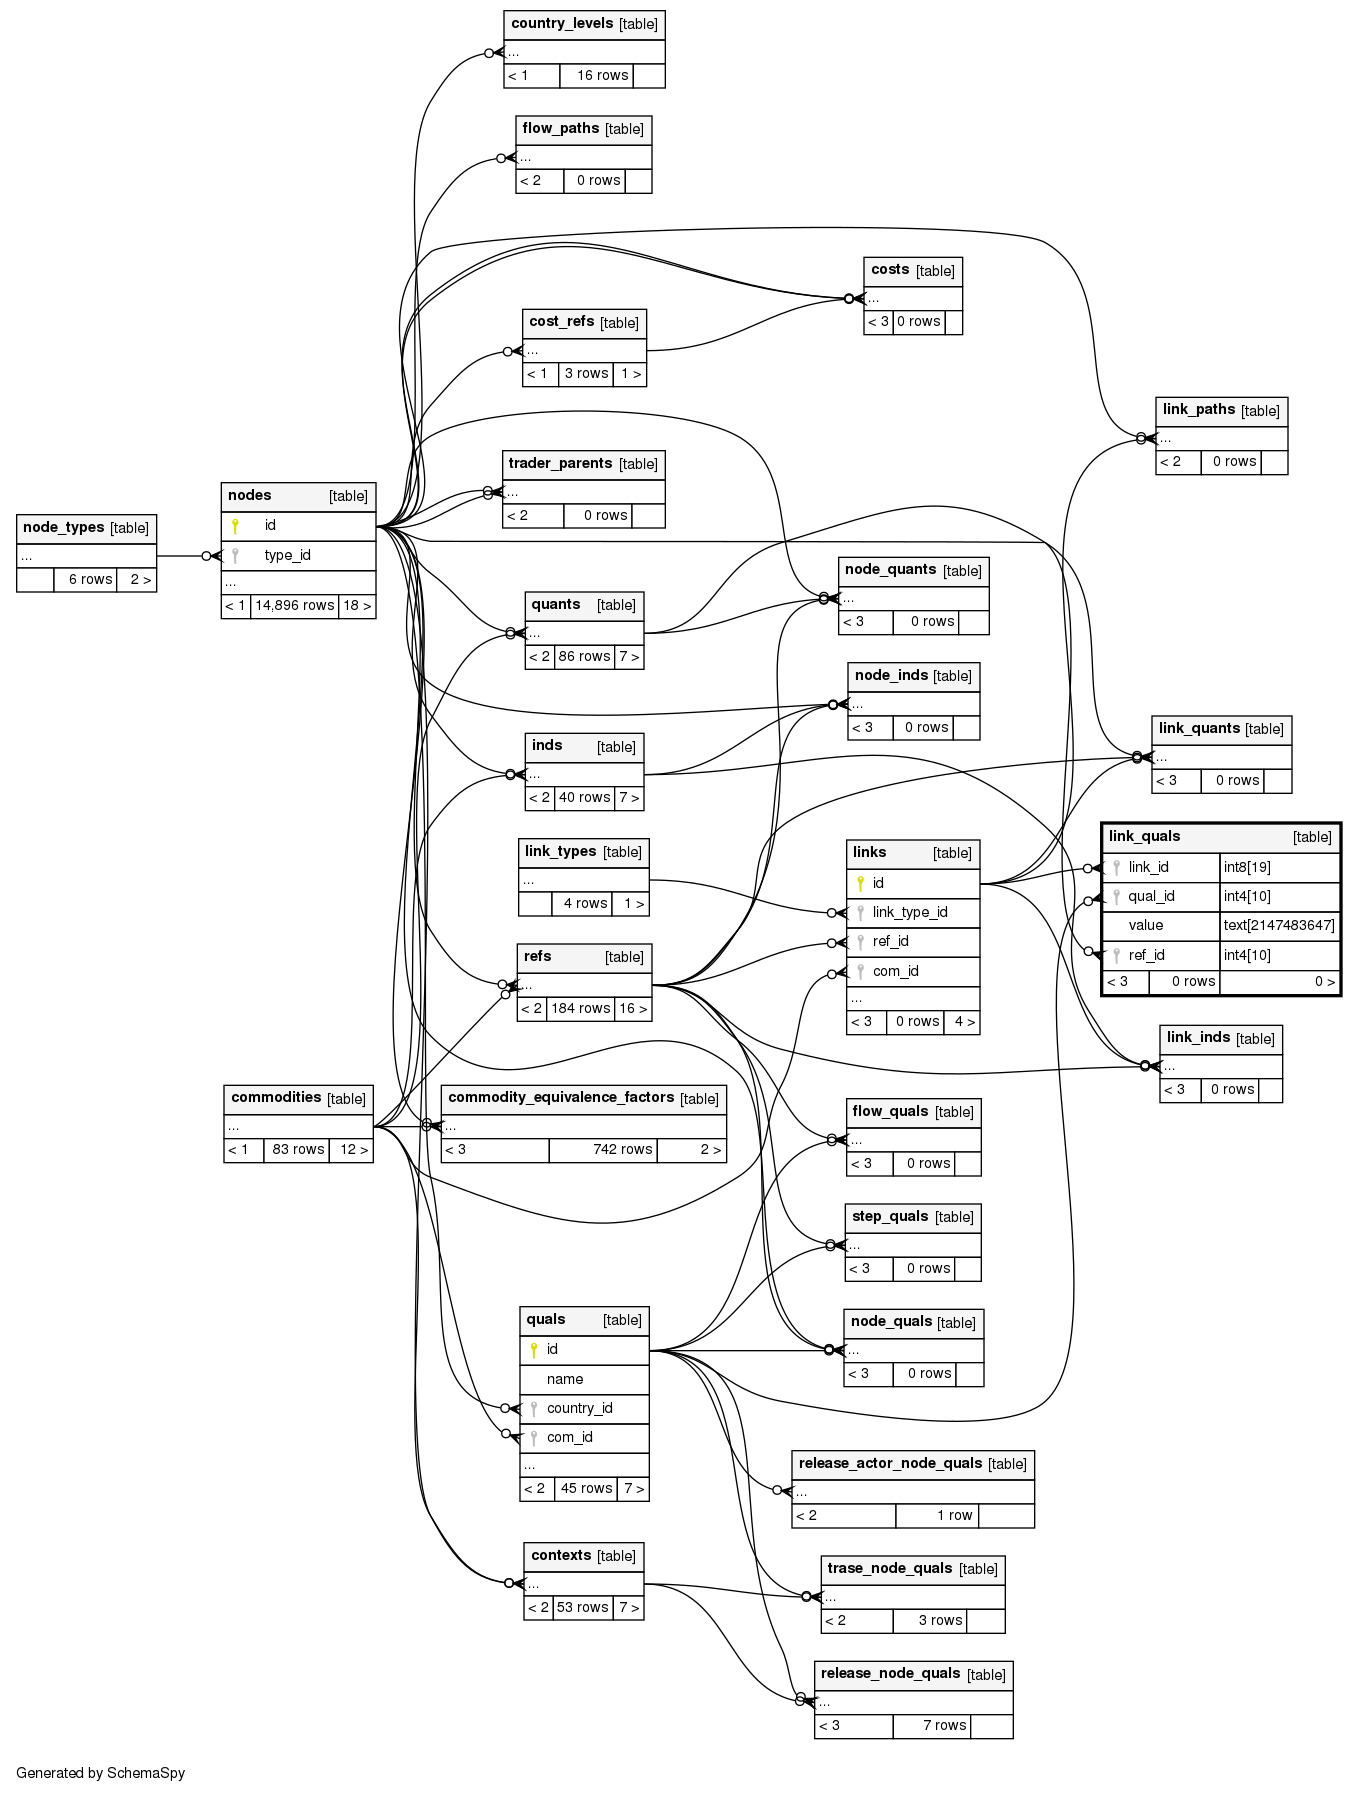 country_levels [table]
...
< 1 16 rows
flow_paths [table]
...
< 2 0 rows
costs [table]
...
< 3 0 rows
cost_refs [table]
...
< 1 3 rows 1 >
link_paths [table]
...
< 2 0 rows
trader_parents [table]
...
< 2 0 rows
nodes [table]
id
type_id
...
< 1 14,896 rows 18 >
node_types [table]
...
6 rows 2 >
node_quants [table]
...
< 3 0 rows
quants [table]
...
< 2 86 rows 7 >
node_inds [table]
...
< 3 0 rows
link_quants [table]
...
< 3 0 rows
inds [table]
...
< 2 40 rows 7 >
link_quals [table]
link_id int8[19]
qual_id int4[10]
value text[2147483647]
ref_id int4[10]
< 3 0 rows 0 >
link_types [table]
...
4 rows 1 >
links [table]
id
link_type_id
ref_id
com_id
...
< 3 0 rows 4 >
refs [table]
...
< 2 184 rows 16 >
link_inds [table]
...
< 3 0 rows
commodities [table]
...
< 1 83 rows 12 >
commodity_equivalence_factors [table]
...
< 3 742 rows 2 >
flow_quals [table]
...
< 3 0 rows
step_quals [table]
...
< 3 0 rows
quals [table]
id
name
country_id
com_id
...
< 2 45 rows 7 >
node_quals [table]
...
< 3 0 rows
release_actor_node_quals [table]
...
< 2 1 row
contexts [table]
...
< 2 53 rows 7 >
trase_node_quals [table]
...
< 2 3 rows
release_node_quals [table]
...
< 3 7 rows
Generated by SchemaSpy